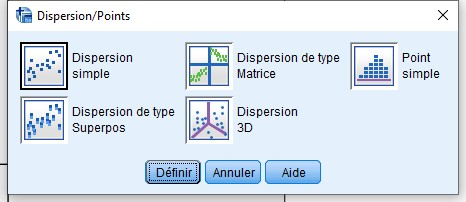 Dispersion/Points
Dispersion
simple
Dispersion de type
Matrice
Point
simple
Dispersion de type
Superpos
Dispersion
3D
Définir
Annuler
Aide